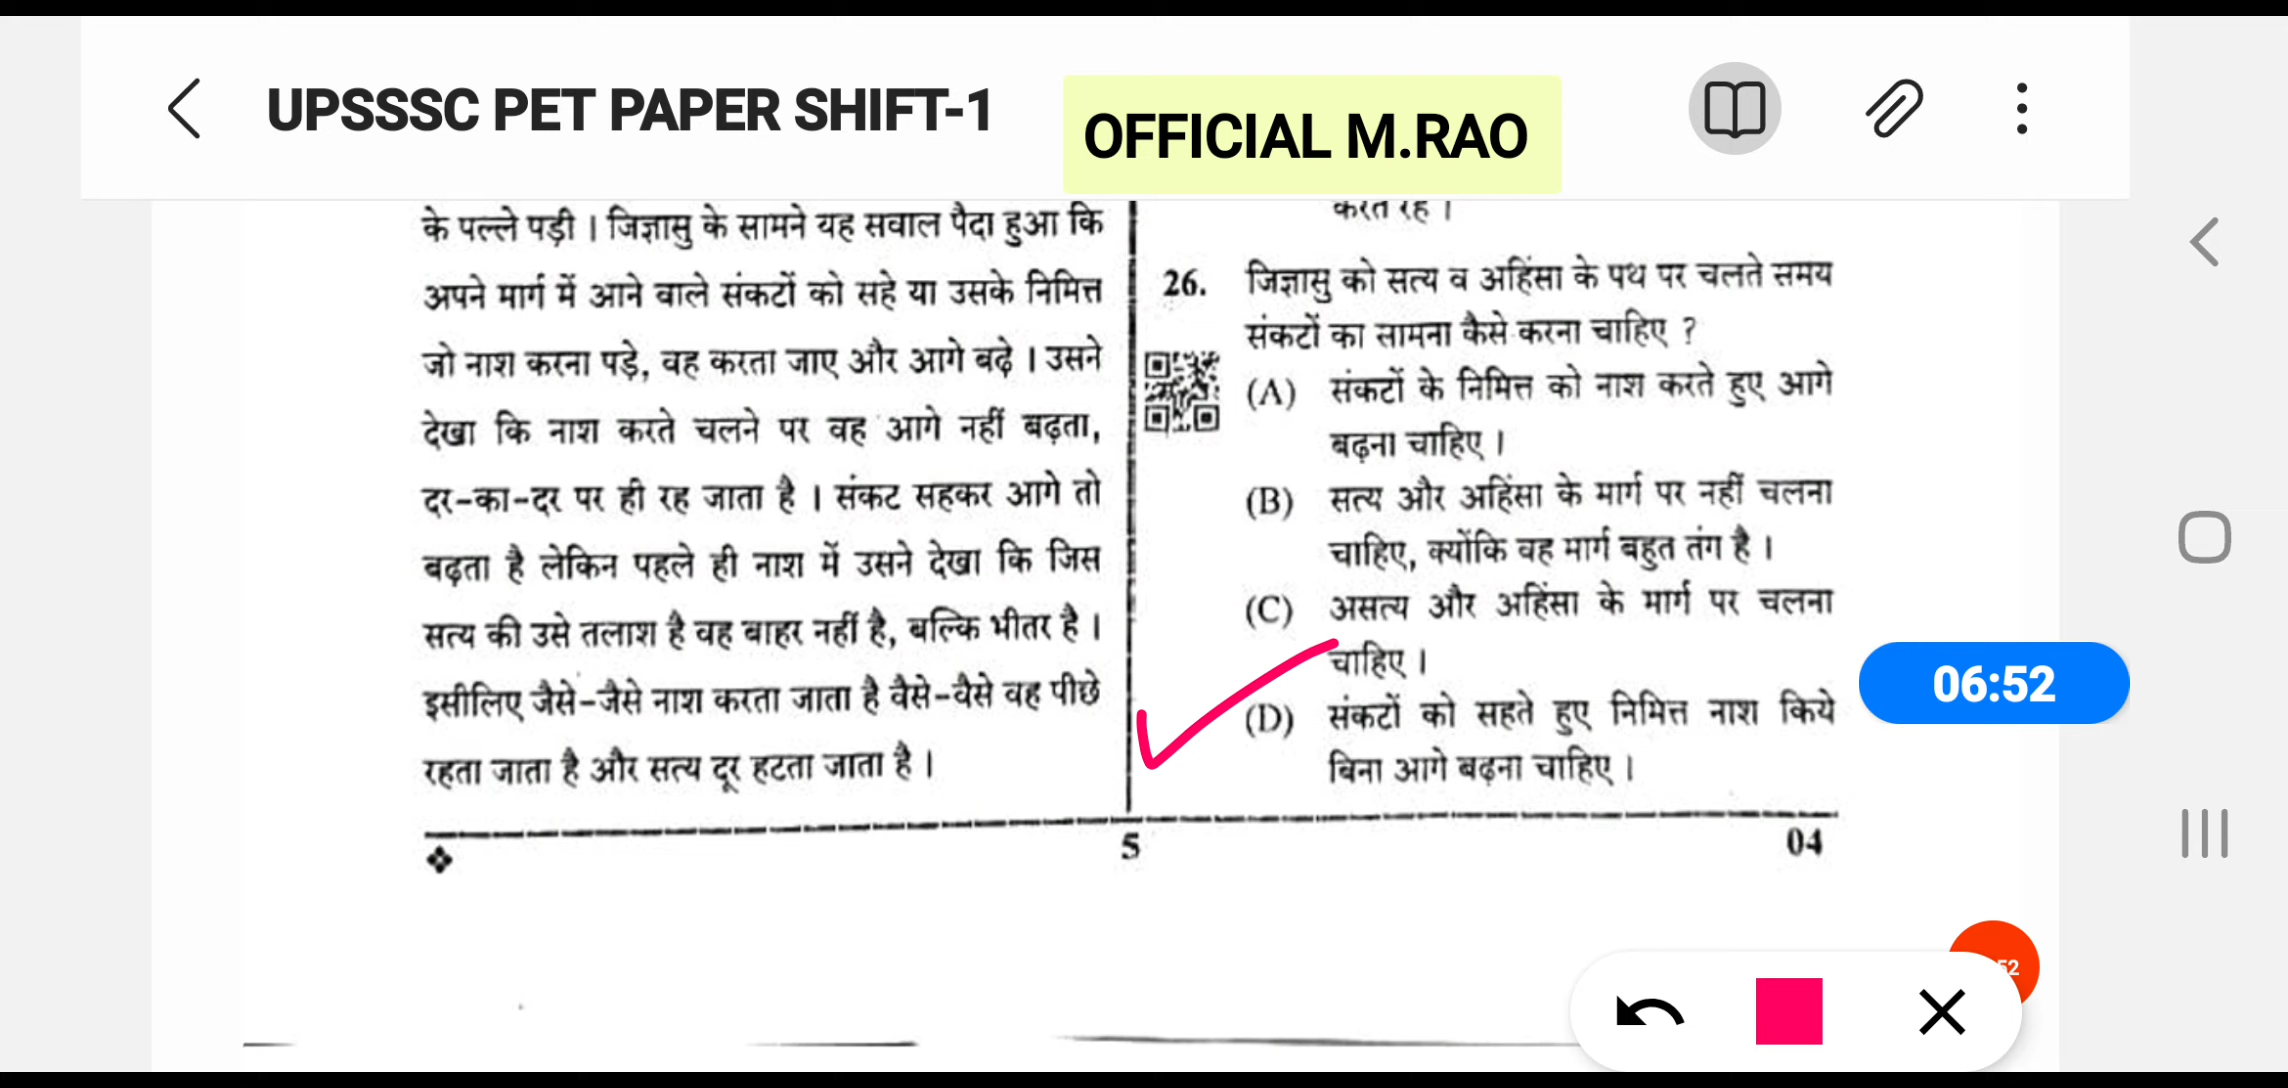 UPSSSC PET PAPER SHIFT-1
OFFICIAL M.RAO
के पल्ले पड़ी । जिज्ञासु के सामने यह सवाल पैदा हुआ कि
अपने मार्ग में आने वाले संकटों को सहे या उसके निमित्त
जो नाश करना पड़े, वह करता जाए और आगे बढ़े । उसने
देखा कि नाश करते चलने पर वह आगे नहीं बढ़ता,
दर-का-दर पर ही रह जाता है । संकट सहकर आगे तो
बढ़ता है लेकिन पहले ही नाश में उसने देखा कि जिस
सत्य की उसे तलाश है वह बाहर नहीं है, बल्कि भीतर है ।
इसीलिए जैसे-जैसे नाश करता जाता है वैसे-वैसे वह पीछे
रहता जाता है और सत्य दूर हटता जाता है ।
करते रहे ।
26. जिज्ञासु को सत्य व अहिंसा के पथ पर चलते समय
संकटों का सामना कैसे करना चाहिए ?
(A) संकटों के निमित्त को नाश करते हुए आगे
बढ़ना चाहिए ।
(B) सत्य और अहिंसा के मार्ग पर नहीं चलना
चाहिए, क्योंकि वह मार्ग बहुत तंग है ।
(C) असत्य और अहिंसा के मार्ग पर चलना
चाहिए ।
(D) संकटों को सहते हुए निमित्त नाश किये
बिना आगे बढ़ना चाहिए ।
5
04
06:52
52